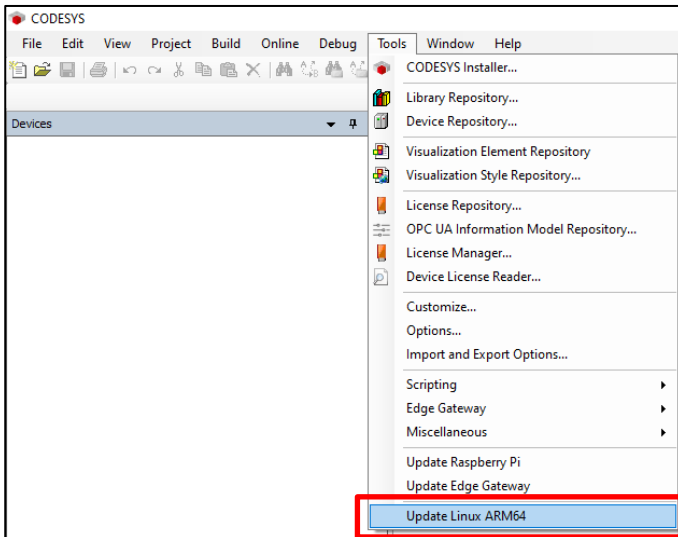 CODESYS
File Edit View Project Build Online Debug Tools Window Help
CODESYS Installer...
Library Repository...
Devices
Device Repository...
Visualization Element Repository
Visualization Style Repository...
License Repository...
OPC UA Information Model Repository...
License Manager...
Device License Reader...
Customize...
Options...
Import and Export Options...
Scripting
Edge Gateway
Miscellaneous
Update Raspberry Pi
Update Edge Gateway
Update Linux ARM64